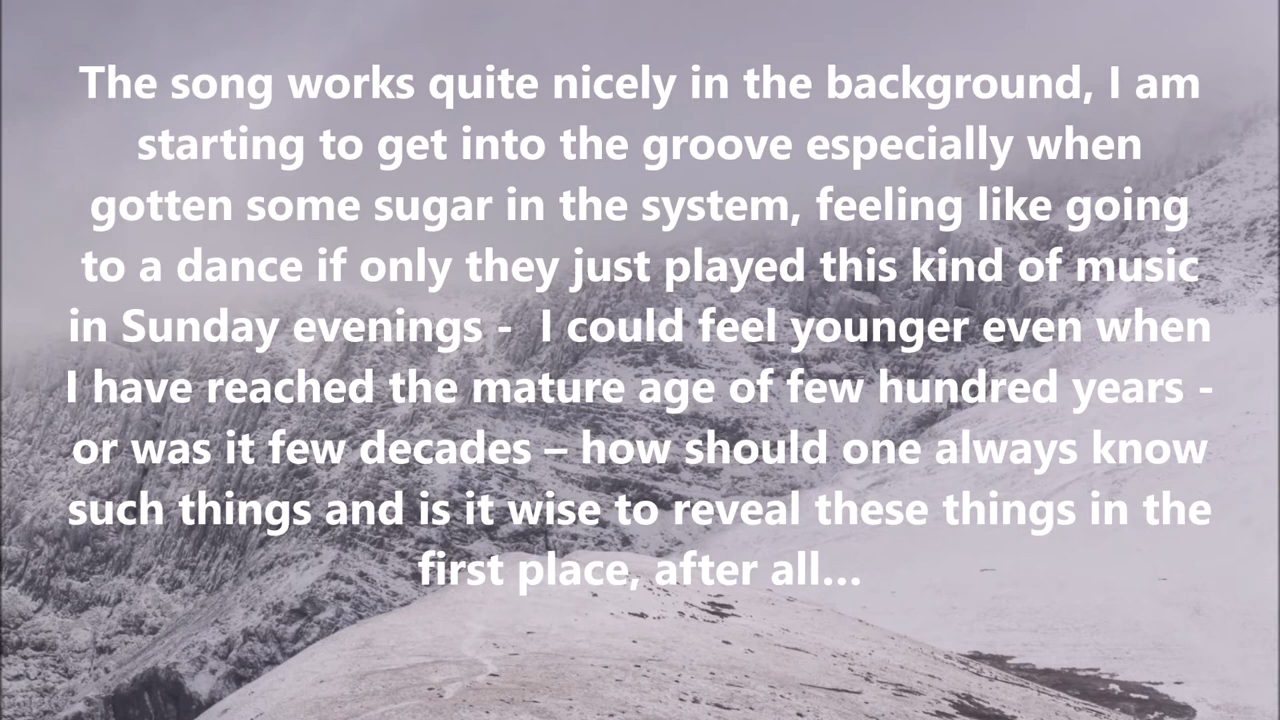 The song works quite nicely in the background, I am
starting to get into the groove especially when
gotten some sugar in the system, feeling like going
to a dance if only they just played this kind of music
in Sunday evenings -  I could feel younger even when
I have reached the mature age of few hundred years -
or was it few decades – how should one always know
such things and is it wise to reveal these things in the
first place, after all…